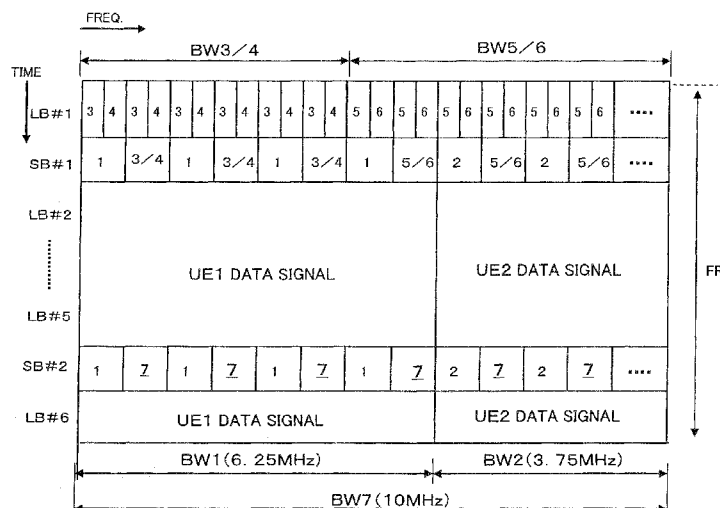 FREQ.
BW3/4 BW5/6
TIME
LB#1 3 4 3 4 3 4 3 4 3 4 3 4 5 6 5 6 5 6 5 6 5 6 5 6 ....
SB#1 1 3/4 1 3/4 1 3/4 1 5/6 2 5/6 2 5/6 ....
LB#2
UE1 DATA SIGNAL UE2 DATA SIGNAL
FR
LB#5
SB#2 1 7 1 7 1 7 1 7 2 7 2 7 ....
LB#6 UE1 DATA SIGNAL UE2 DATA SIGNAL
BW1(6. 25MHz) BW2(3. 75MHz)
BW7(10MHz)